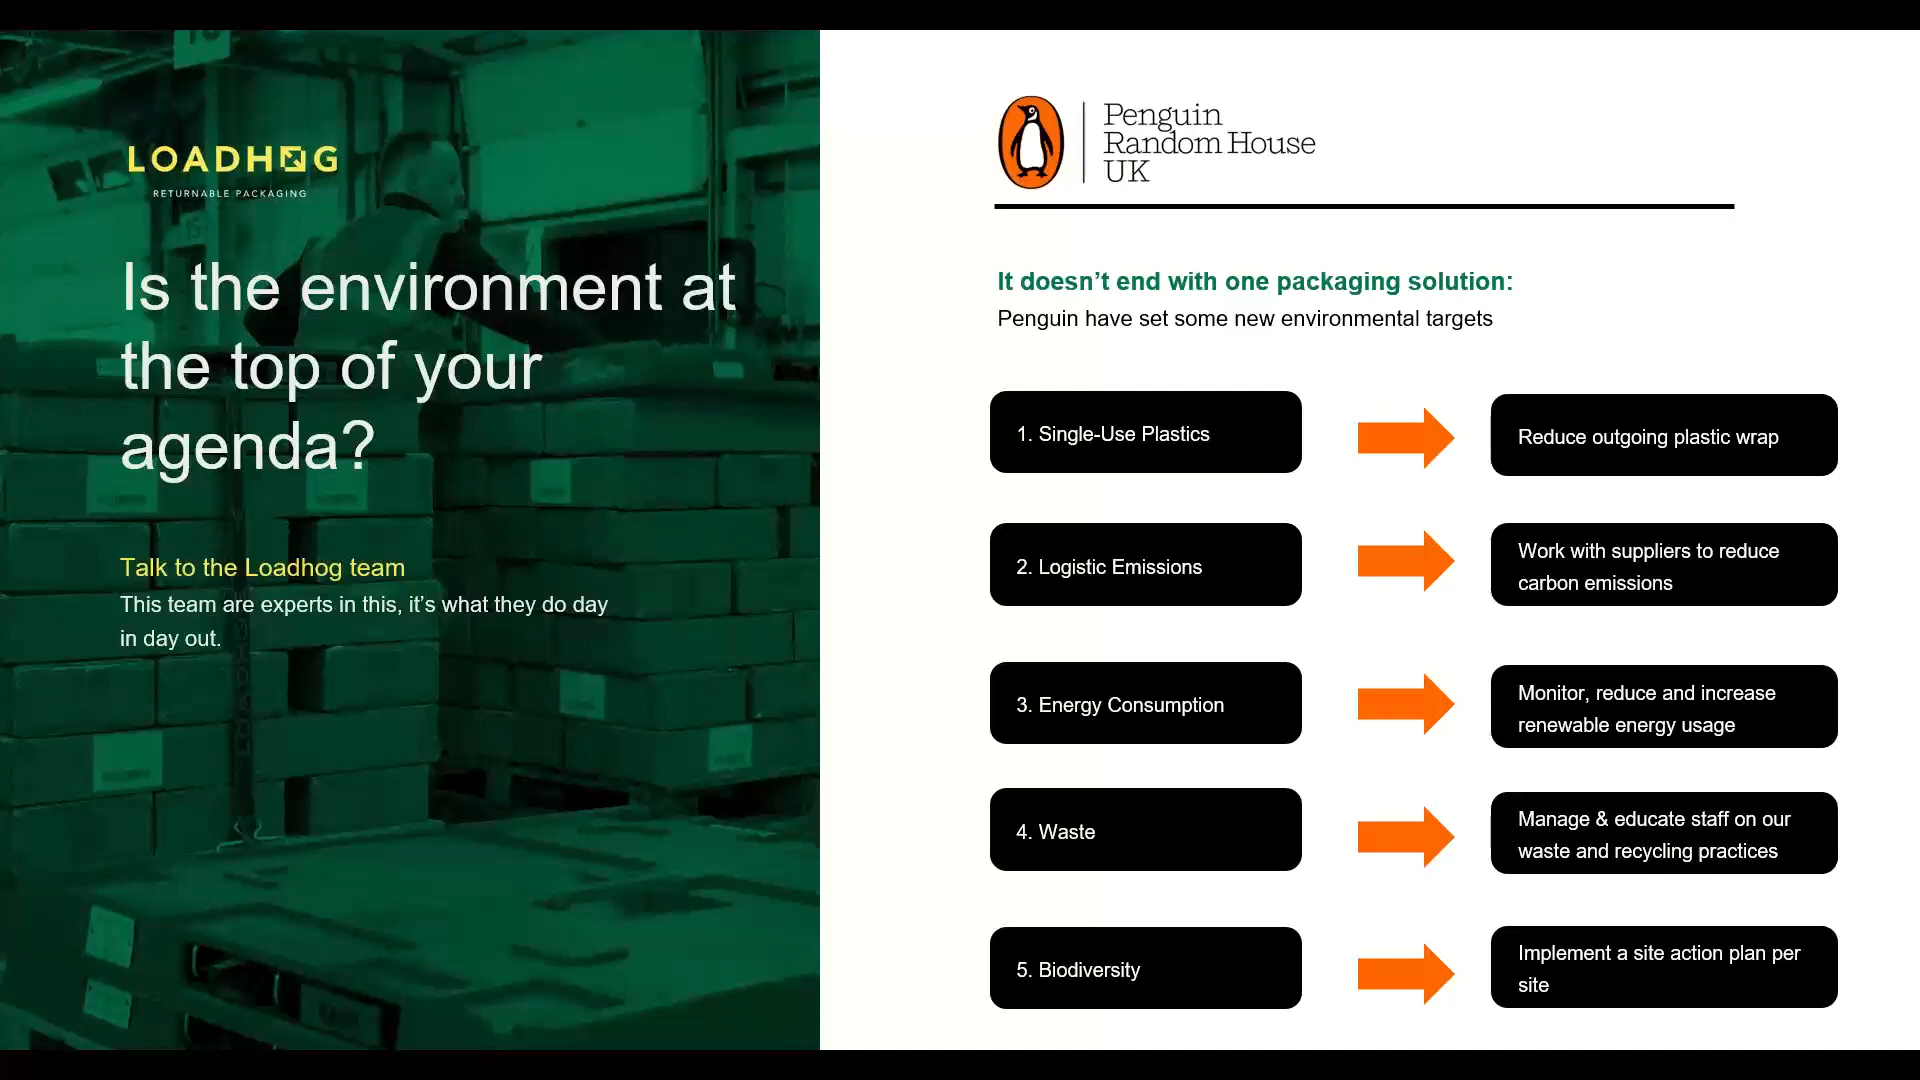 LOADHOG
RETURNABLE PACKAGING
Is the environment at
the top of your
agenda?
Talk to the Loadhog team
This team are experts in this, it’s what they do day
in day out.
Penguin
Random House
UK
It doesn’t end with one packaging solution:
Penguin have set some new environmental targets
1. Single-Use Plastics
Reduce outgoing plastic wrap
2. Logistic Emissions
Work with suppliers to reduce
carbon emissions
3. Energy Consumption
Monitor, reduce and increase
renewable energy usage
4. Waste
Manage & educate staff on our
waste and recycling practices
5. Biodiversity
Implement a site action plan per
site